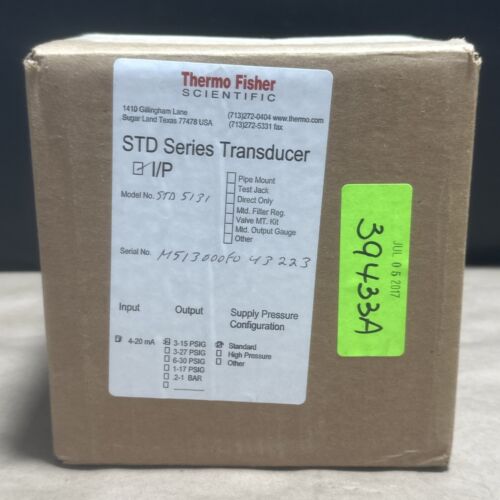 Thermo Fisher
SCIENTIFIC
1410 Gillingham Lane
Sugar Land Texas 77478 USA
(713)272-0404 www.thermo.com
(713)272-5331 fax
STD Series Transducer
I/P
Pipe Mount
Test Jack
Direct Only
Mtd. Filter Reg.
Valve MT. Kit
Mtd. Output Gauge
Other
Model No. STD 5131
Serial No. M513000F0 43223
Input
Output
Supply Pressure
Configuration
4-20 mA
3-15 PSIG
3-27 PSIG
6-30 PSIG
1-17 PSIG
.2-1 BAR
Standard
High Pressure
Other
JUL 05 2017
39433A